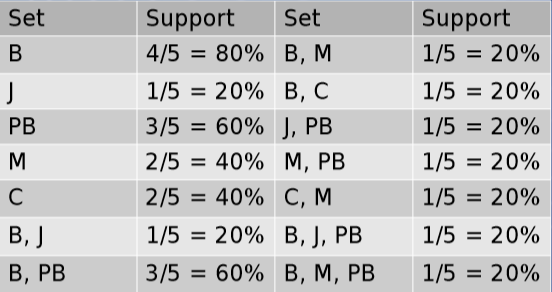 Set Support Set Support
B 4/5 = 80% B, M 1/5 = 20%
J 1/5 = 20% B, C 1/5 = 20%
PB 3/5 = 60% J, PB 1/5 = 20%
M 2/5 = 40% M, PB 1/5 = 20%
C 2/5 = 40% C, M 1/5 = 20%
B, J 1/5 = 20% B, J, PB 1/5 = 20%
B, PB 3/5 = 60% B, M, PB 1/5 = 20%